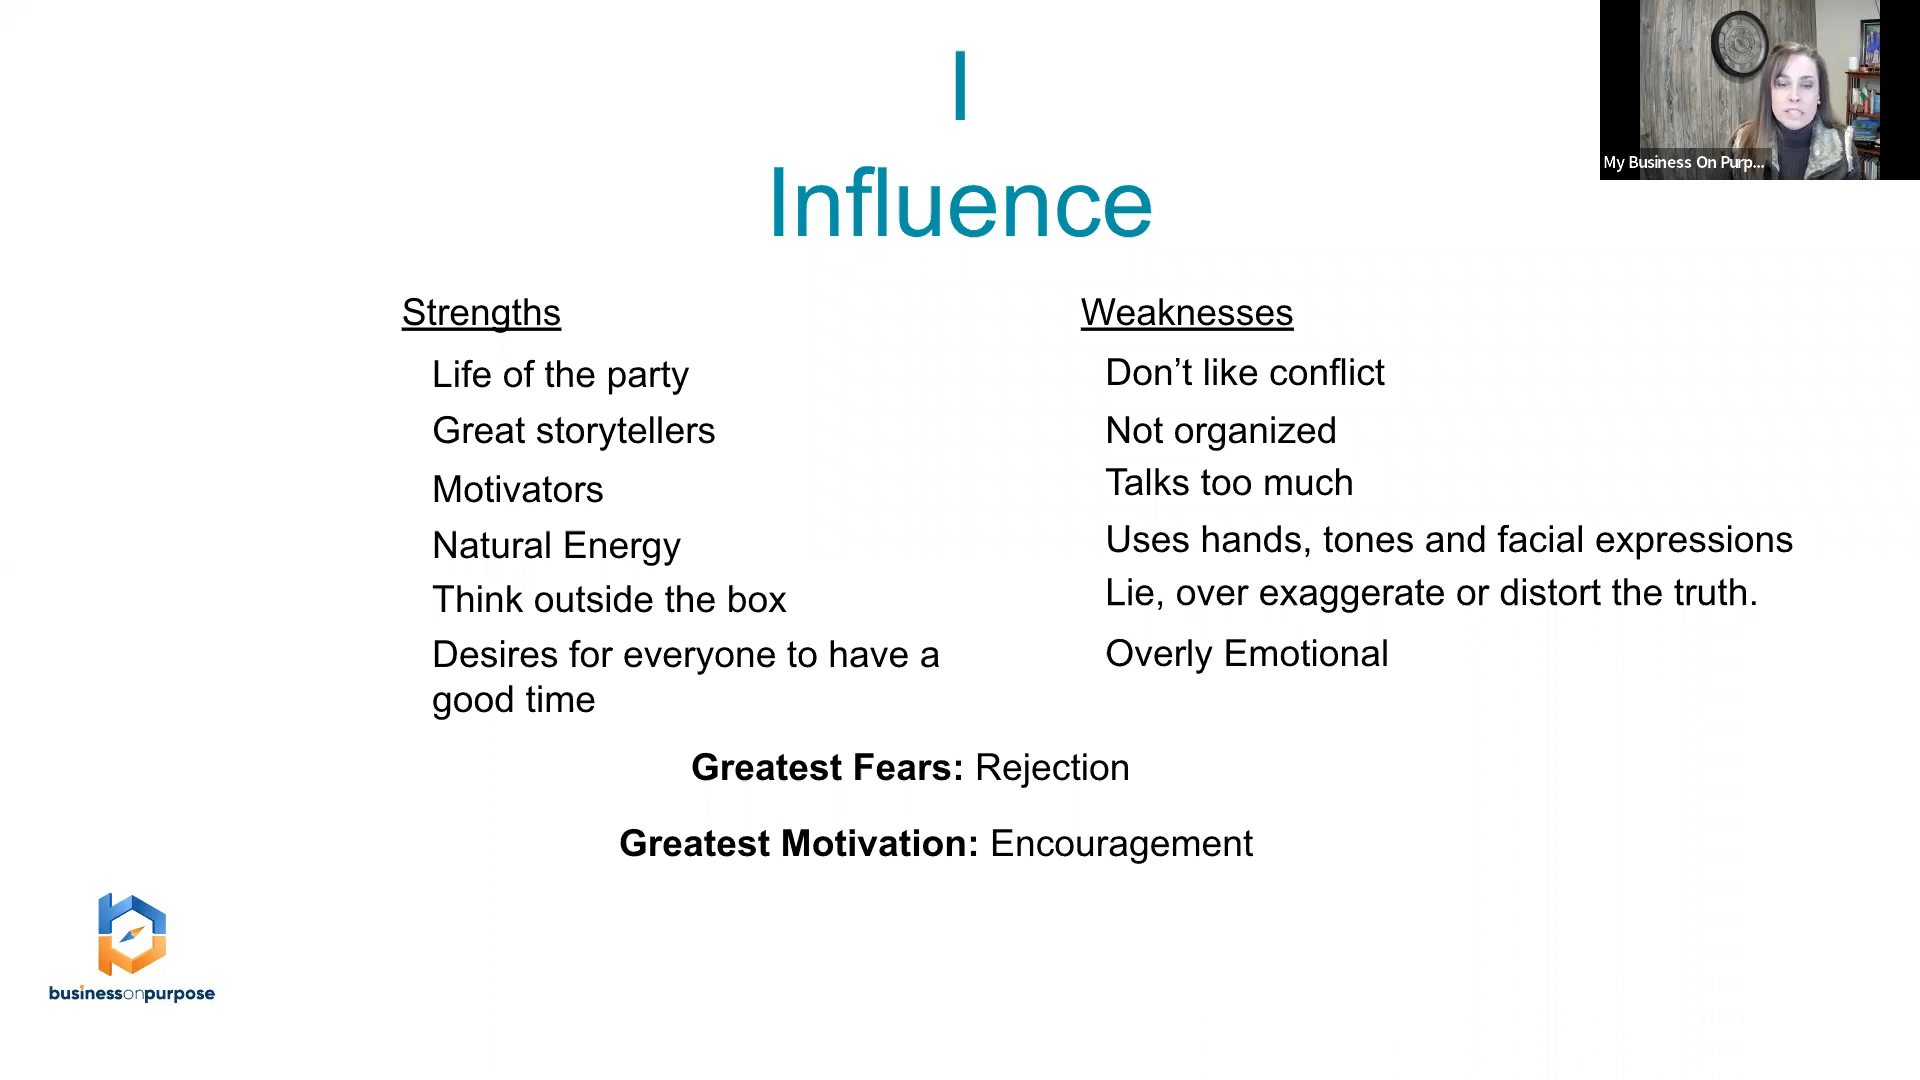 I
Influence
My Business On Purp...
Strengths
Life of the party
Great storytellers
Motivators
Natural Energy
Think outside the box
Desires for everyone to have a
good time
Weaknesses
Don’t like conflict
Not organized
Talks too much
Uses hands, tones and facial expressions
Lie, over exaggerate or distort the truth.
Overly Emotional
Greatest Fears: Rejection
Greatest Motivation: Encouragement
businessonpurpose